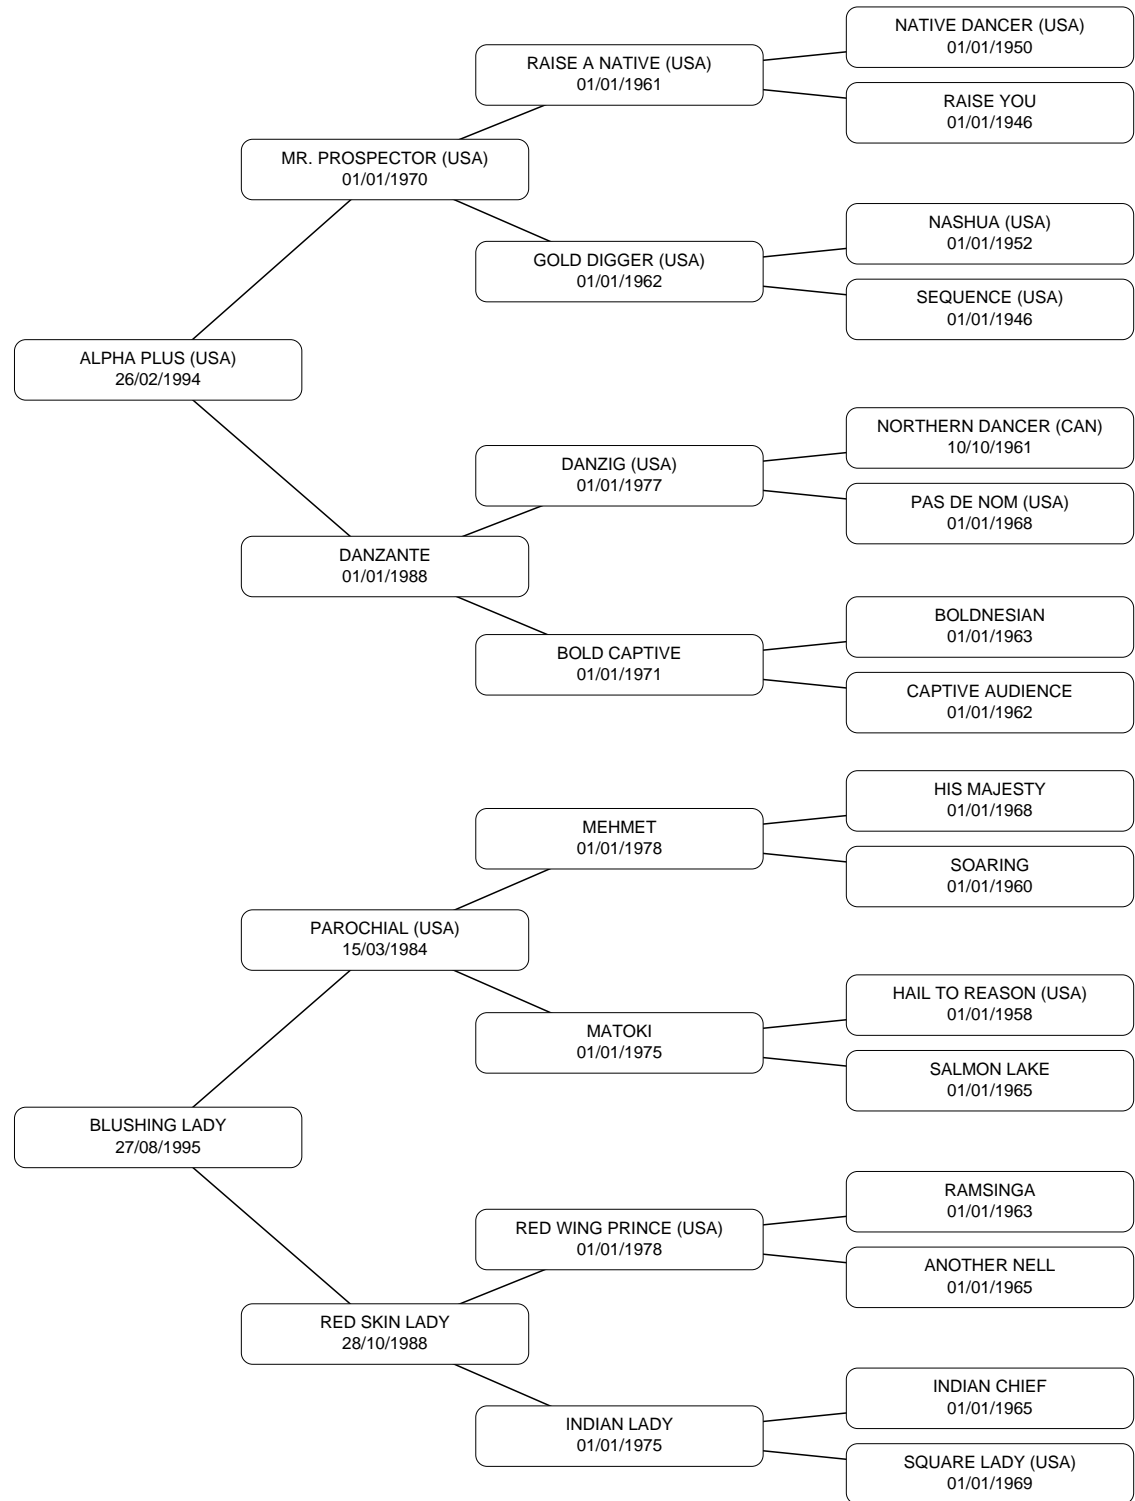 NATIVE DANCER (USA)
01/01/1950
RAISE A NATIVE (USA)
01/01/1961
RAISE YOU
01/01/1946
MR. PROSPECTOR (USA)
01/01/1970
NASHUA (USA)
01/01/1952
GOLD DIGGER (USA)
01/01/1962
SEQUENCE (USA)
01/01/1946
ALPHA PLUS (USA)
26/02/1994
NORTHERN DANCER (CAN)
10/10/1961
DANZIG (USA)
01/01/1977
PAS DE NOM (USA)
01/01/1968
DANZANTE
01/01/1988
BOLDNESIAN
01/01/1963
BOLD CAPTIVE
01/01/1971
CAPTIVE AUDIENCE
01/01/1962
HIS MAJESTY
01/01/1968
MEHMET
01/01/1978
SOARING
01/01/1960
PAROCHIAL (USA)
15/03/1984
HAIL TO REASON (USA)
01/01/1958
MATOKI
01/01/1975
SALMON LAKE
01/01/1965
BLUSHING LADY
27/08/1995
RAMSINGA
01/01/1963
RED WING PRINCE (USA)
01/01/1978
ANOTHER NELL
01/01/1965
RED SKIN LADY
28/10/1988
INDIAN CHIEF
01/01/1965
INDIAN LADY
01/01/1975
SQUARE LADY (USA)
01/01/1969